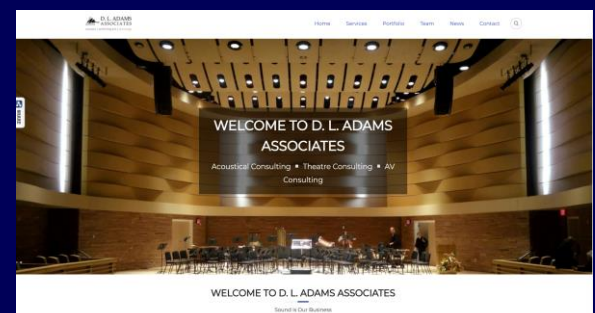 D. L. ADAMS
ASSOCIATES
Home Services Portfolio Team News Contact
WELCOME TO D. L. ADAMS
ASSOCIATES
Acoustical Consulting ▪ Theatre Consulting ▪ AV
Consulting
WELCOME TO D. L. ADAMS ASSOCIATES
Sound is Our Business